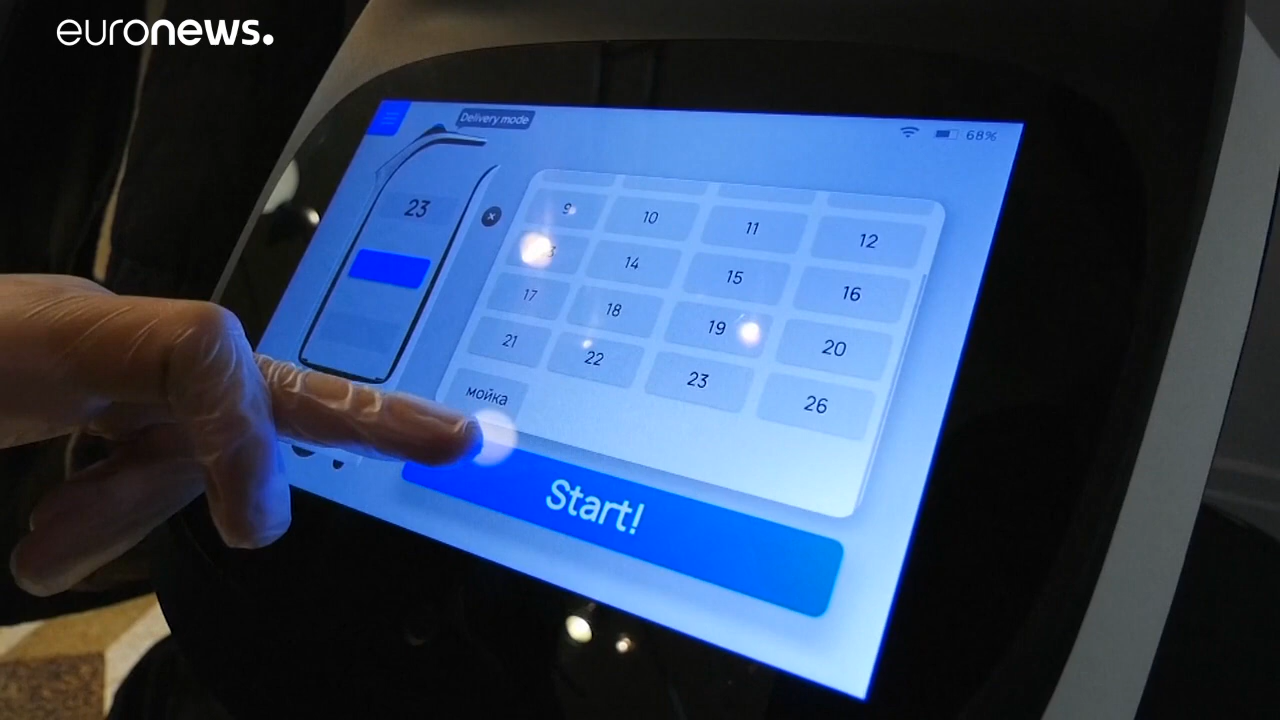 euronews.
Delivery mode
68%
23
9 10 11 12
14 15 16
17 18 19 20
21 22 23 26
мойка
Start!